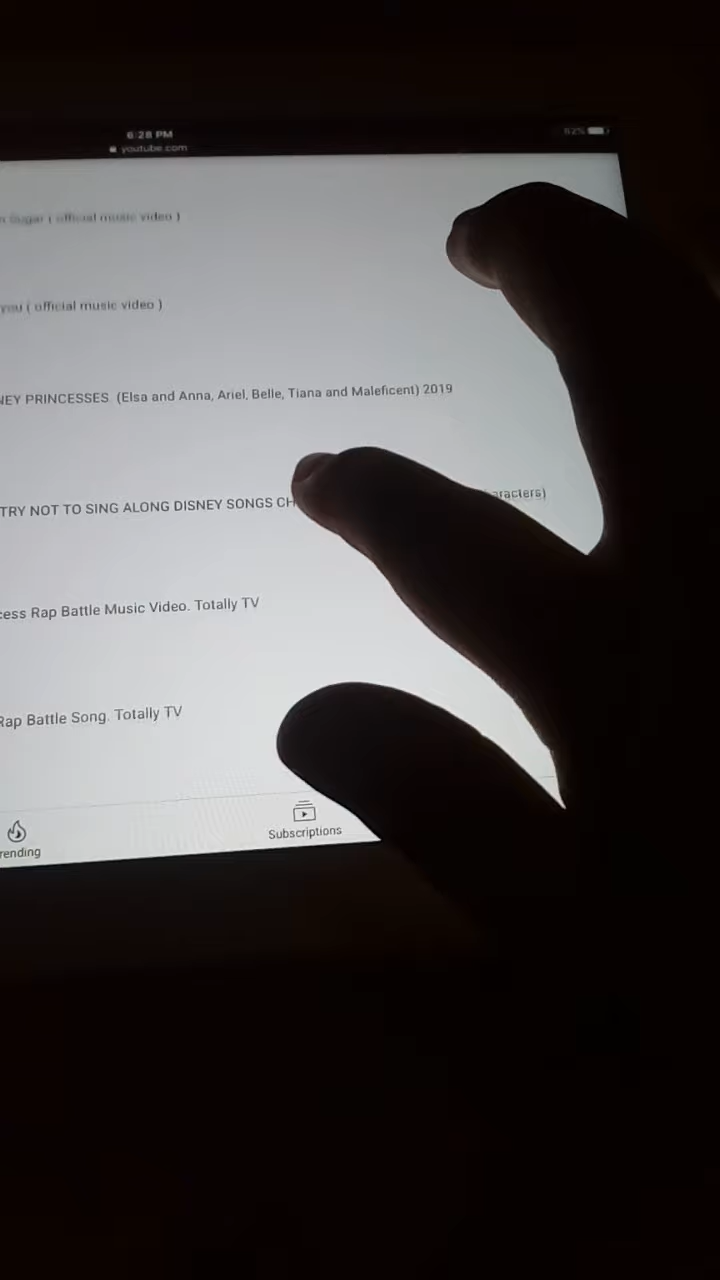 6:28 PM
62%
youtube.com
Sugar ( official music video )
you ( official music video )
NEY PRINCESSES. (Elsa and Anna, Ariel, Belle, Tiana and Maleficent) 2019
TRY NOT TO SING ALONG DISNEY SONGS CH aracters)
cess Rap Battle Music Video. Totally TV
Rap Battle Song. Totally TV
rending
Subscriptions